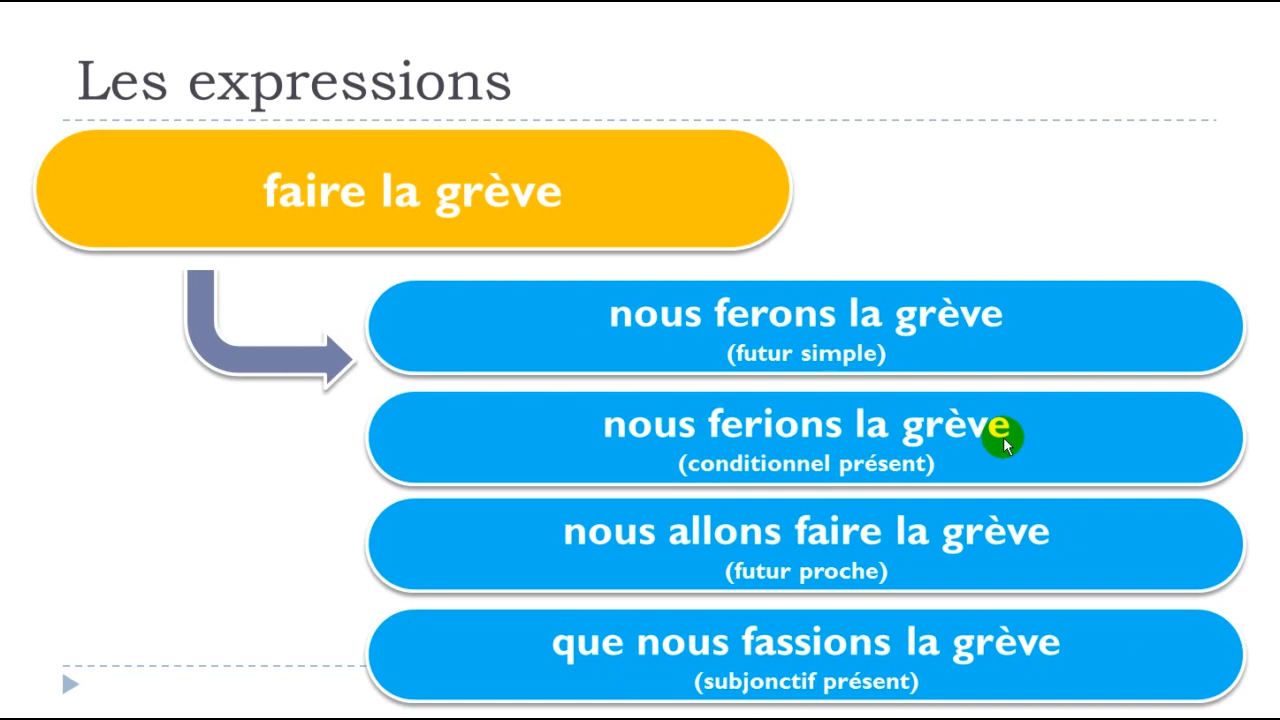 Les expressions
faire la grève
nous ferons la grève
(futur simple)
nous ferions la grève
(conditionnel présent)
nous allons faire la grève
(futur proche)
que nous fassions la grève
(subjonctif présent)